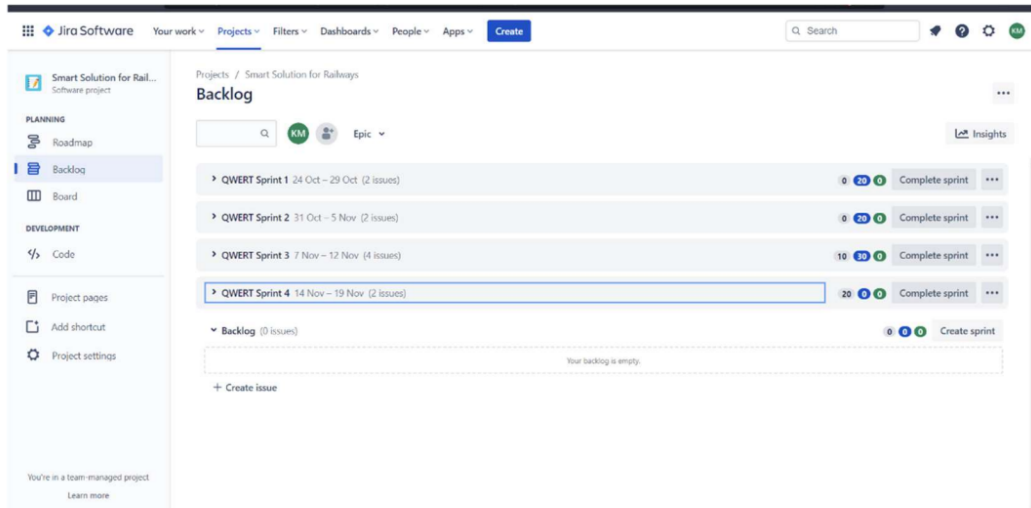 Jira Software Your work Projects Filters Dashboards People Apps Create Search KM
Smart Solution for Rail...
Software project
PLANNING
Roadmap
Backlog
Board
DEVELOPMENT
Code
Project pages
Add shortcut
Project settings
You're in a team-managed project
Learn more
Projects / Smart Solution for Railways
Backlog
KM Epic Insights
QWERT Sprint 1 24 Oct – 29 Oct (2 issues) 0 20 0 Complete sprint
QWERT Sprint 2 31 Oct – 5 Nov (2 issues) 0 20 0 Complete sprint
QWERT Sprint 3 7 Nov – 12 Nov (4 issues) 10 30 0 Complete sprint
QWERT Sprint 4 14 Nov – 19 Nov (2 issues) 20 0 0 Complete sprint
Backlog (0 issues) 0 0 0 Create sprint
Your backlog is empty.
+ Create issue